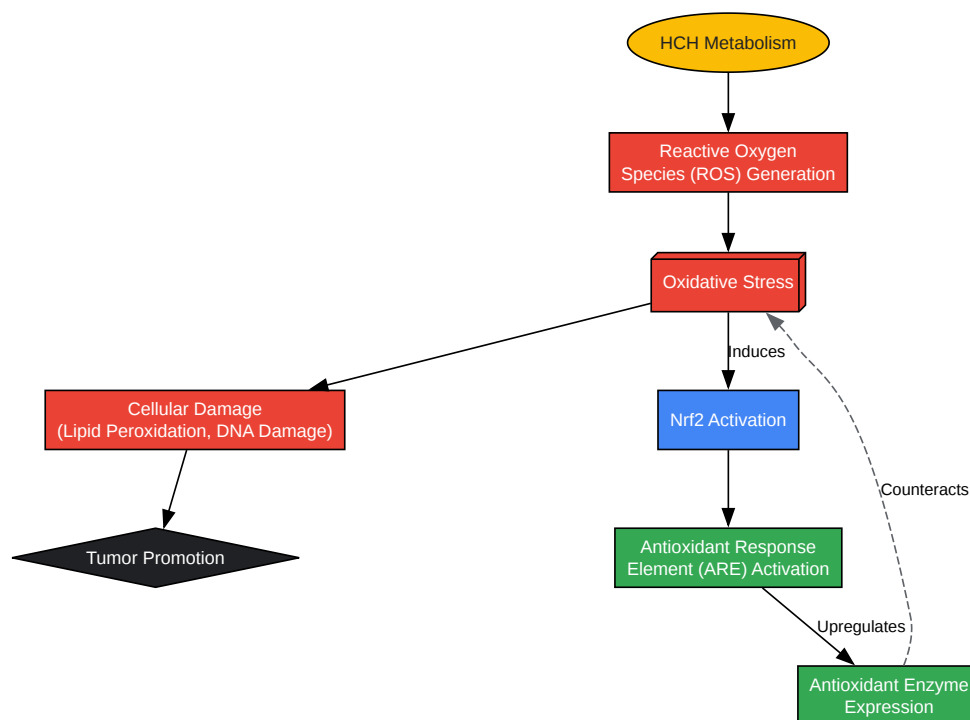 HCH Metabolism
Reactive Oxygen
Species (ROS) Generation
Oxidative Stress
Induces
Cellular Damage
(Lipid Peroxidation, DNA Damage)
Nrf2 Activation
Counteracts
Tumor Promotion
Antioxidant Response
Element (ARE) Activation
Upregulates
Antioxidant Enzyme
Expression